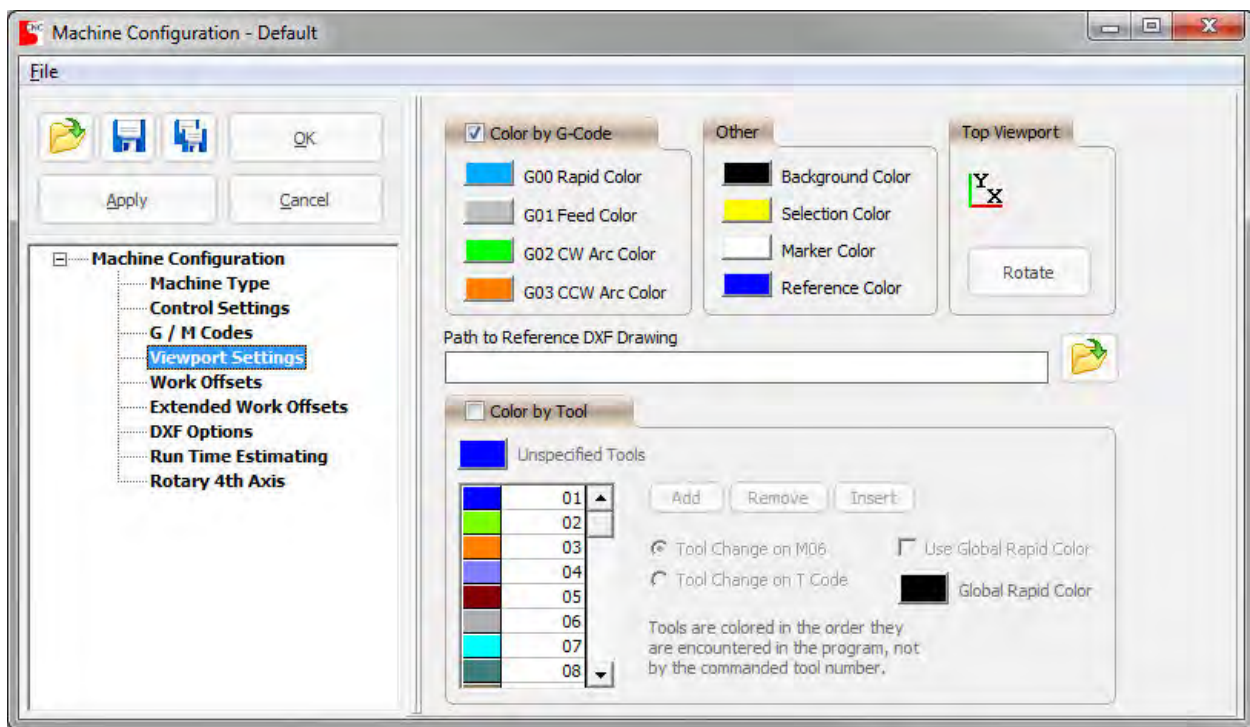 CNC
Machine Configuration - Default
File
OK
Apply
Cancel
Machine Configuration
Machine Type
Control Settings
G / M Codes
Viewport Settings
Work Offsets
Extended Work Offsets
DXF Options
Run Time Estimating
Rotary 4th Axis
Color by G-Code
G00 Rapid Color
G01 Feed Color
G02 CW Arc Color
G03 CCW Arc Color
Other
Background Color
Selection Color
Marker Color
Reference Color
Top Viewport
Y
X
Rotate
Path to Reference DXF Drawing
Color by Tool
Unspecified Tools
01
02
03
04
05
06
07
08
Add
Remove
Insert
Tool Change on M06
Tool Change on T Code
Use Global Rapid Color
Global Rapid Color
Tools are colored in the order they
are encountered in the program, not
by the commanded tool number.